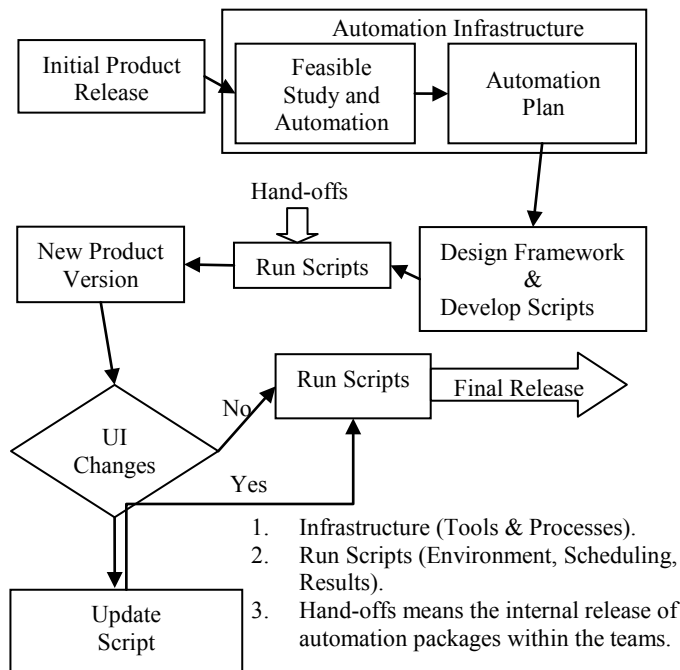 Automation Infrastructure
Initial Product
Release
Feasible
Study and
Automation
Automation
Plan
Hand-offs
New Product
Version
Run Scripts
Design Framework
&
Develop Scripts
Run Scripts
Final Release
No
UI
Changes
Yes
1. Infrastructure (Tools & Processes).
2. Run Scripts (Environment, Scheduling,
Results).
3. Hand-offs means the internal release of
automation packages within the teams.
Update
Script